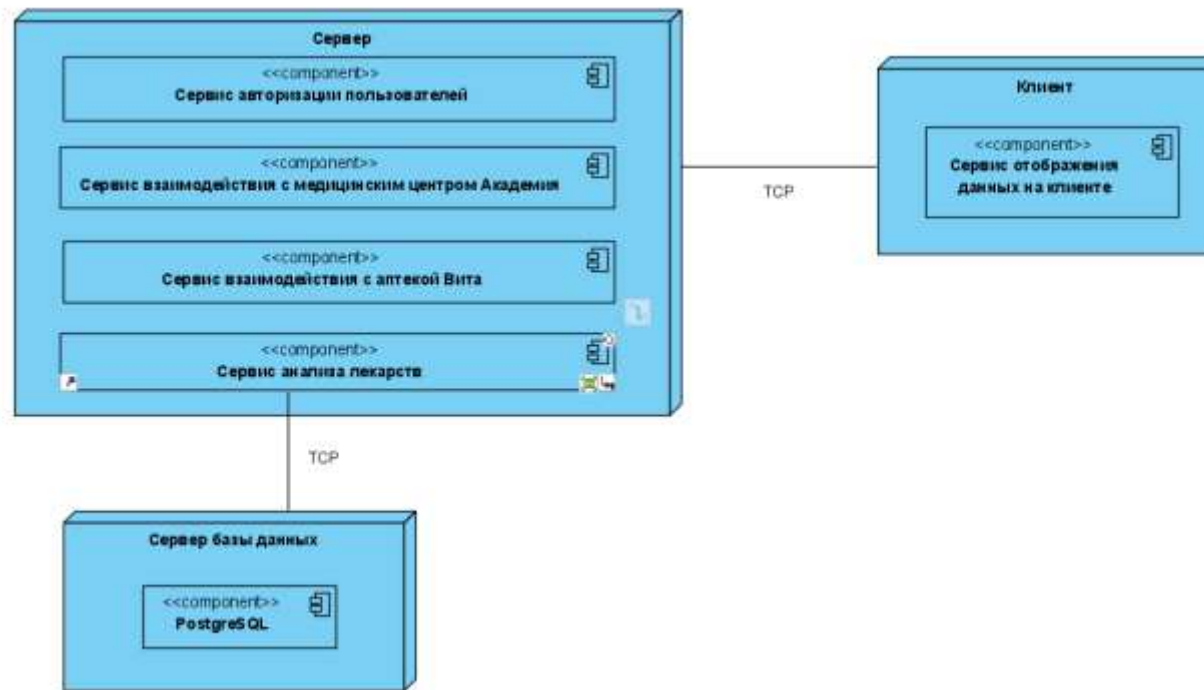 Сервер
<<component>>
Сервис авторизации пользователей
<<component>>
Сервис взаимодействия с медицинским центром Академия
<<component>>
Сервис взаимодействия с аптекой Вита
<<component>>
Сервис анализа лекарств
TCP
Клиент
<<component>>
Сервис отображения
данных на клиенте
TCP
Сервер базы данных
<<component>>
PostgreSQL